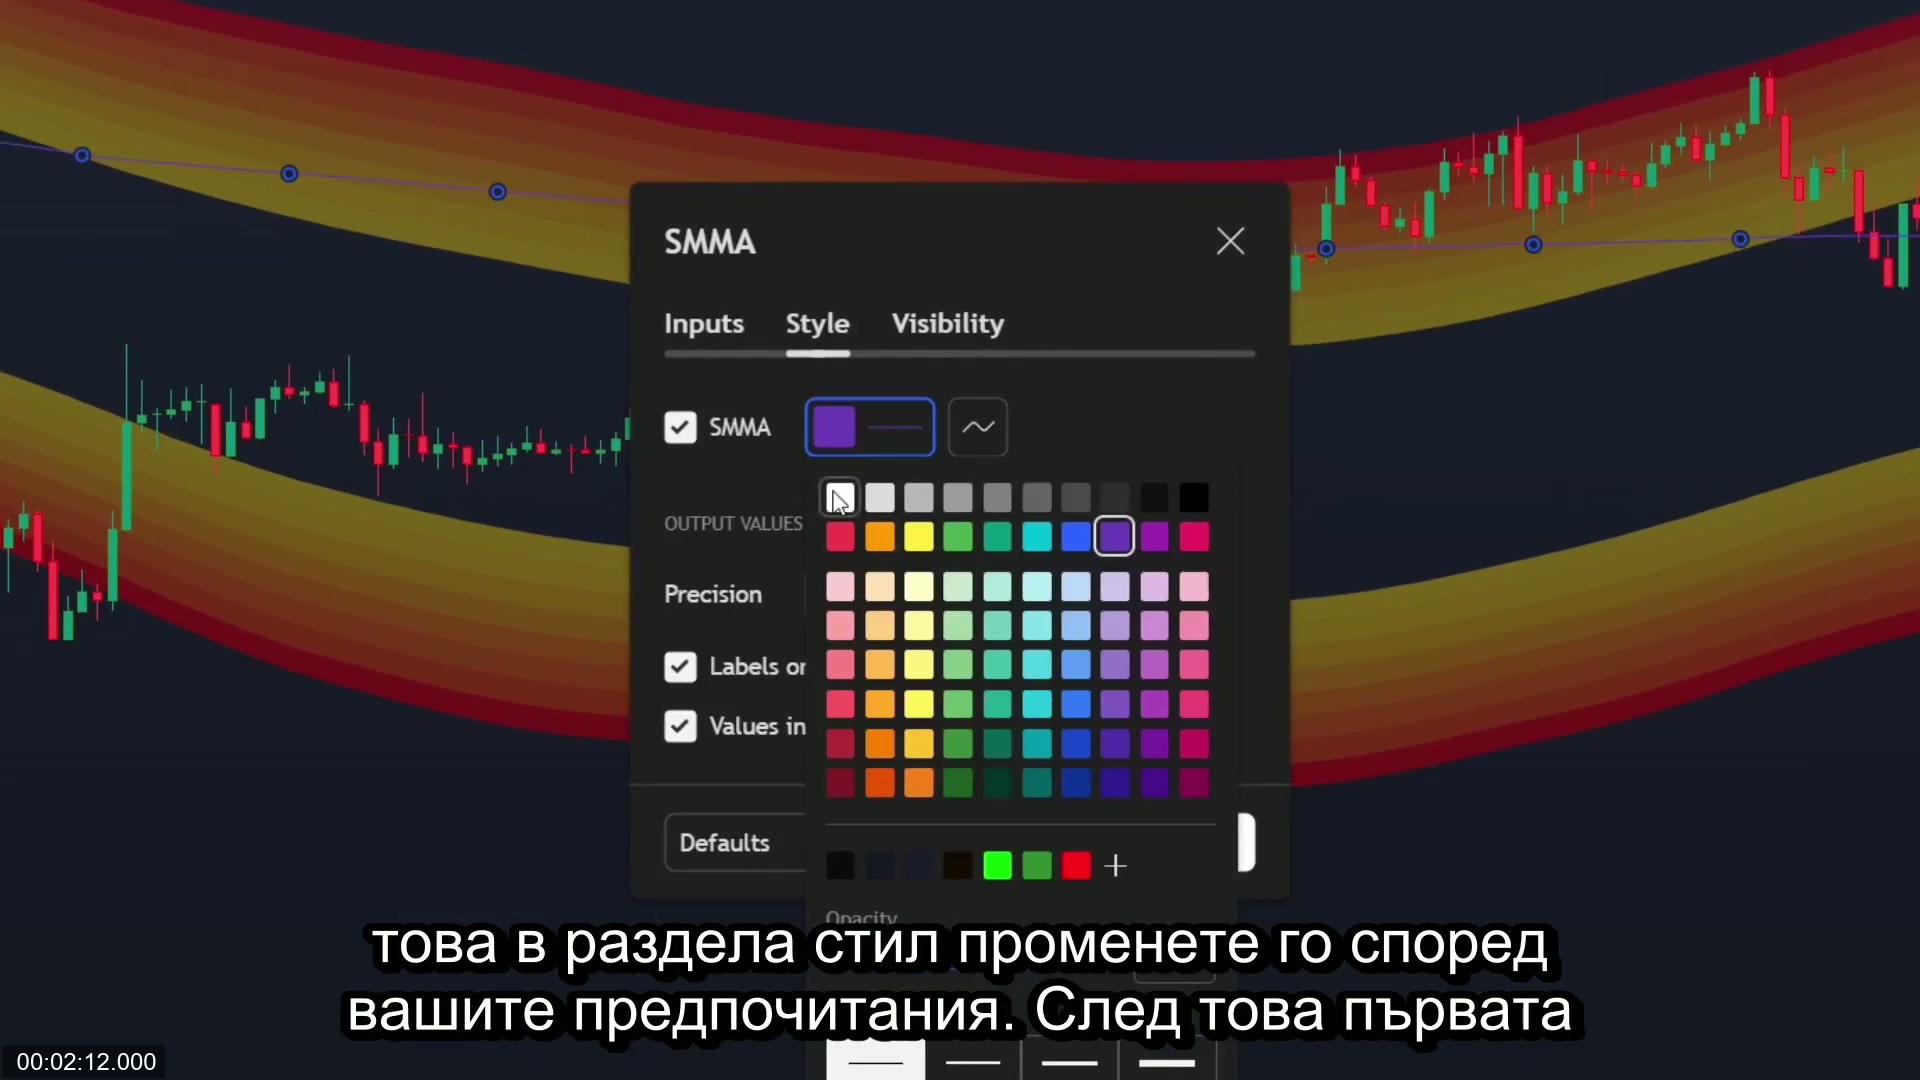 SMMA
Inputs Style Visibility
SMMA
OUTPUT VALUES
Precision
Labels
Values in
Defaults
Opacity
това в раздела стил променете го според
вашите предпочитания. След това първата
00:02:12.000